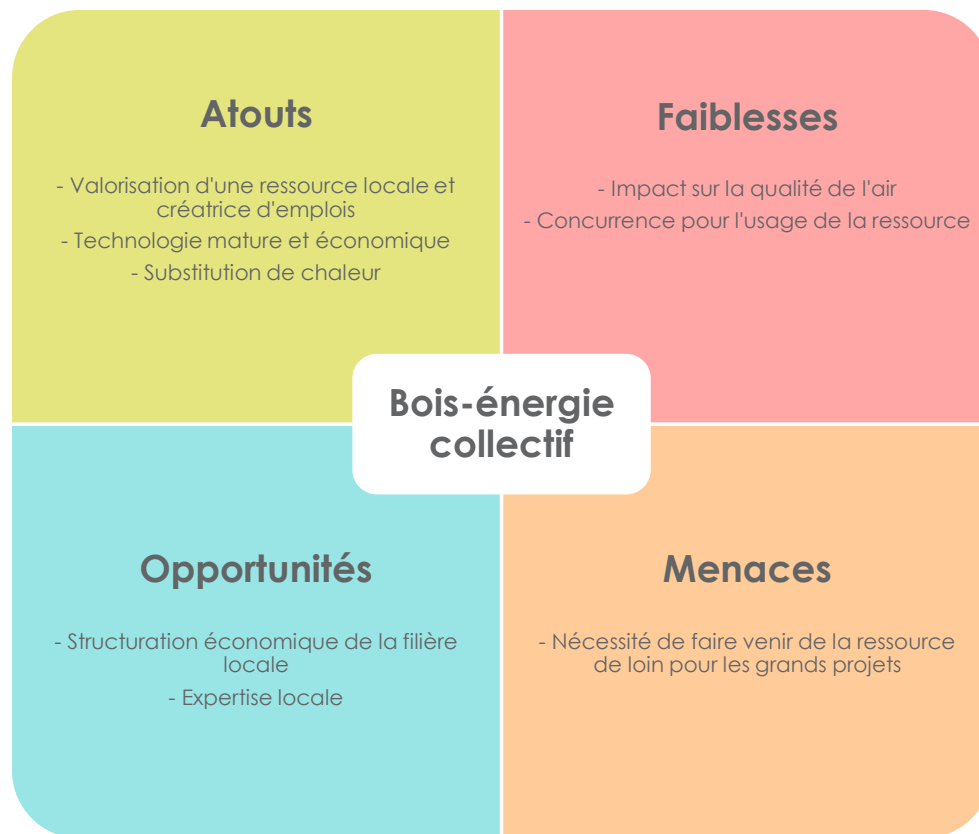 Atouts
- Valorisation d'une ressource locale et
créatrice d'emplois
- Technologie mature et économique
- Substitution de chaleur
Faiblesses
- Impact sur la qualité de l'air
- Concurrence pour l'usage de la ressource
Bois-énergie
collectif
Opportunités
- Structuration économique de la filière
locale
- Expertise locale
Menaces
- Nécessité de faire venir de la ressource
de loin pour les grands projets